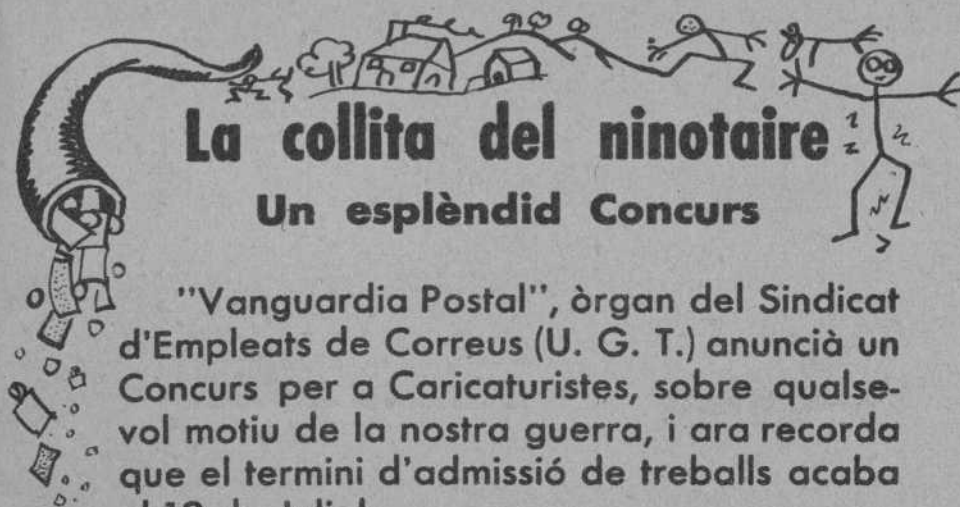 La collita del ninotaire
Un esplèndid Concurs
"Vanguardia Postal", òrgan del Sindicat
d'Empleats de Correus (U. G. T.) anuncià un
Concurs per a Caricaturistes, sobre qualse-
vol motiu de la nostra guerra, i ara recorda
que el termini d'admissió de treballs acaba